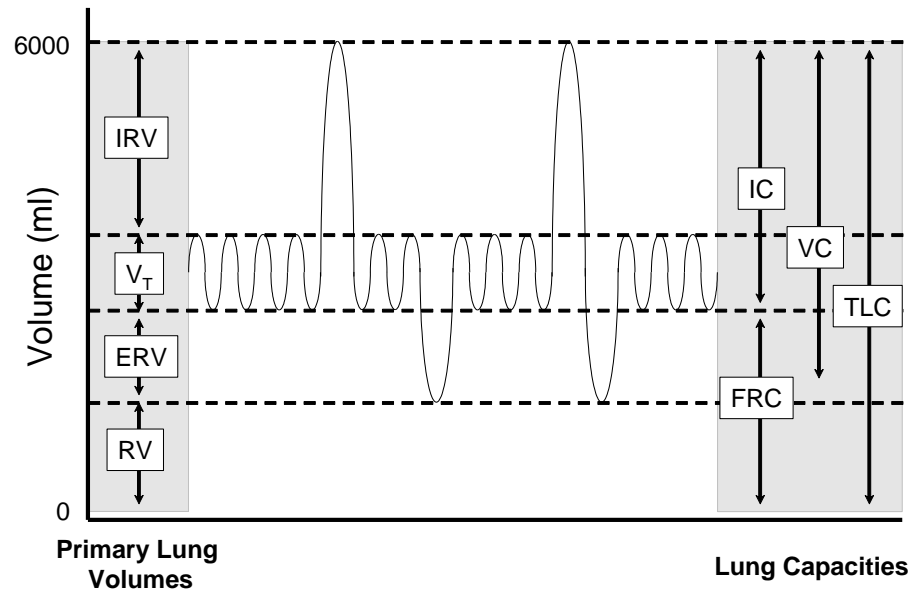 6000
Volume (ml)
0
IRV
V_T
ERV
RV
IC
VC
TLC
FRC
Primary Lung
Volumes
Lung Capacities